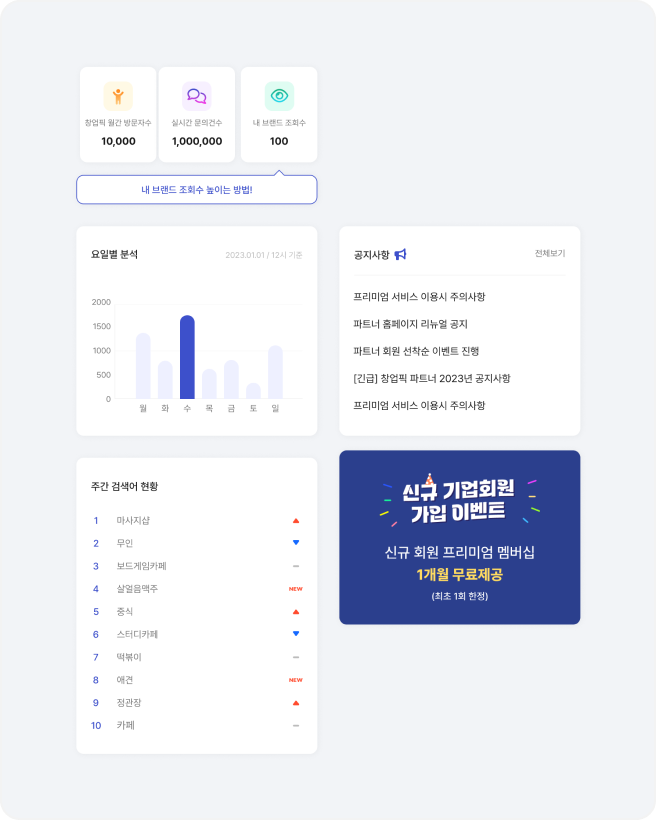 창업픽 월간 방문자수
10,000
실시간 문의건수
1,000,000
내 브랜드 조회수
100
내 브랜드 조회수 높이는 방법!
요일별 분석
2023.01.01 / 12시 기준
2000
1500
1000
500
0
월 화 수 목 금 토 일
공지사항
전체보기
프리미엄 서비스 이용시 주의사항
파트너 홈페이지 리뉴얼 공지
파트너 회원 선착순 이벤트 진행
[긴급] 창업픽 파트너 2023년 공지사항
프리미엄 서비스 이용시 주의사항
주간 검색어 현황
1 마사지샵
2 무인
3 보드게임카페
4 살얼음맥주 NEW
5 중식
6 스터디카페
7 떡볶이
8 애견 NEW
9 정관장
10 카페
신규 기업회원
가입 이벤트
신규 회원 프리미엄 멤버십
1개월 무료제공
(최초 1회 한정)